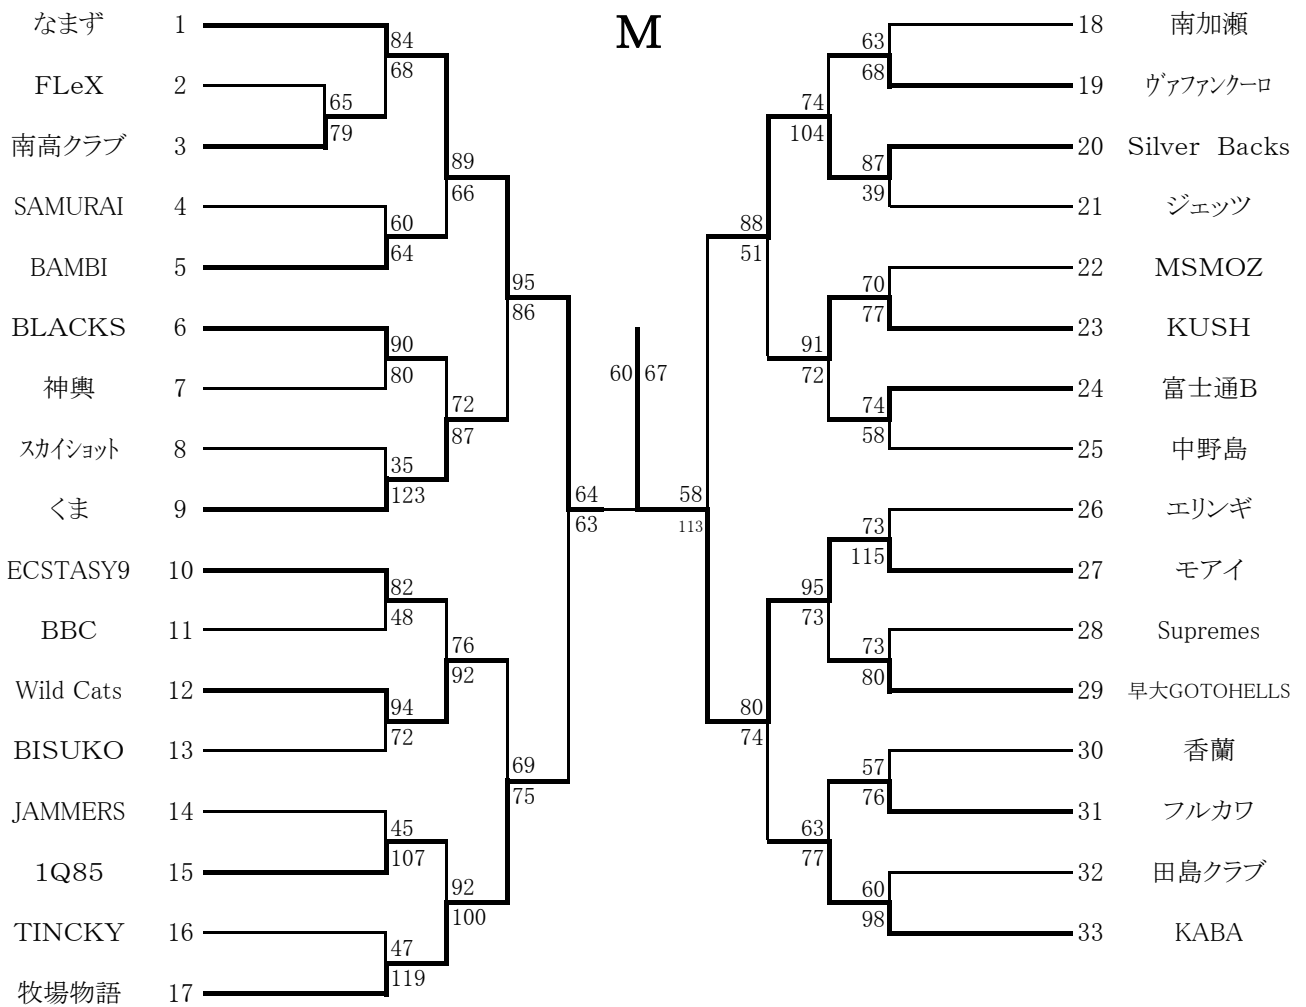 M
なまず 1
84
68
FLeX 2
65
79
南高クラブ 3
89
66
SAMURAI 4
60
64
BAMBI 5
95
86
BLACKS 6
90
80
神輿 7
72
87
スカイショット 8
35
123
くま 9
64
63
ECSTASY9 10
82
48
BBC 11
76
92
Wild Cats 12
94
72
BISUKO 13
69
75
JAMMERS 14
45
107
1Q85 15
92
100
TINCKY 16
47
119
牧場物語 17
60 67
18 南加瀬
63
68
19 ヴァファンクーロ
74
104
20 Silver Backs
87
39
21 ジェッツ
88
51
22 MSMOZ
70
77
23 KUSH
91
72
24 富士通B
74
58
25 中野島
58
113
26 エリンギ
73
115
27 モアイ
95
73
28 Supremes
73
80
29 早大GOTOHELLS
80
74
30 香蘭
57
76
31 フルカワ
63
77
32 田島クラブ
60
98
33 KABA